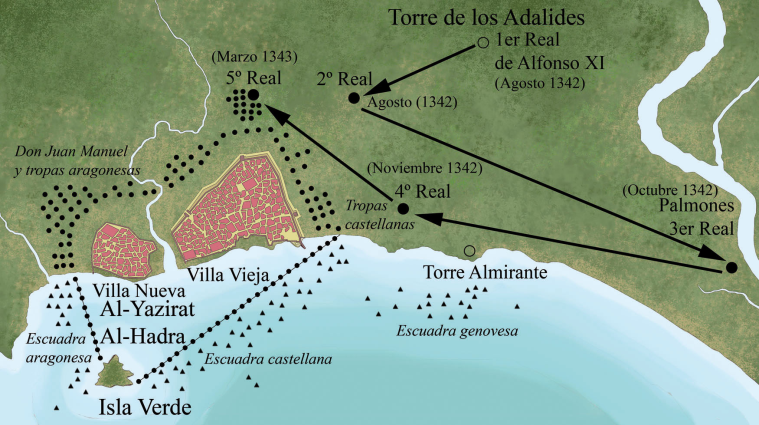 Torre de los Adalides
1er Real
de Alfonso XI
(Agosto 1342)
(Marzo 1343)
5º Real
2º Real
Agosto (1342)
Don Juan Manuel
y tropas aragonesas
(Noviembre 1342)
4º Real
Tropas
castellanas
(Octubre 1342)
Palmones
3er Real
Torre Almirante
Villa Vieja
Villa Nueva
Al-Yazirat
Al-Hadra
Escuadra
aragonesa
Escuadra castellana
Escuadra genovesa
Isla Verde